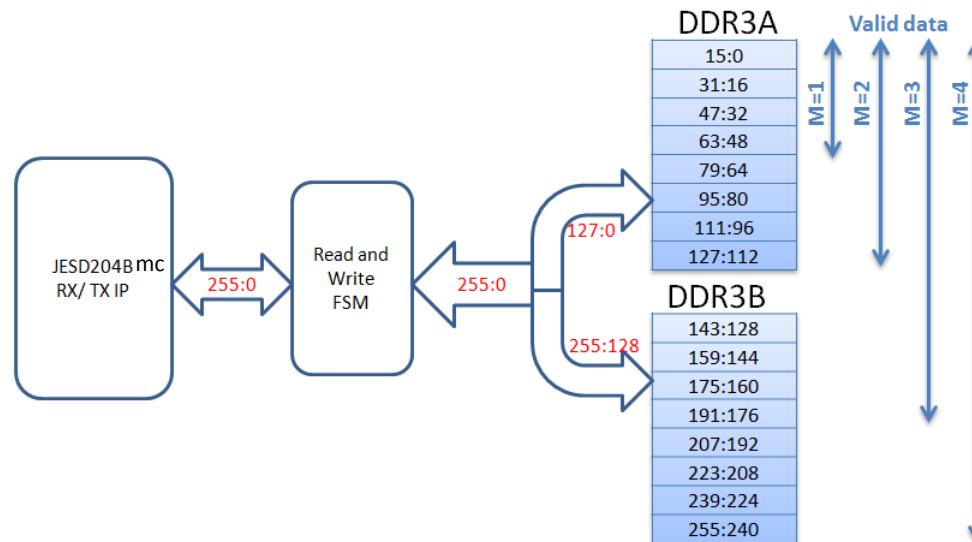 DDR3A
Valid data
15:0
31:16
47:32
63:48
79:64
95:80
111:96
127:112
M=1
M=2
M=3
M=4
JESD204B mc
RX/ TX IP
255:0
Read and
Write
FSM
255:0
127:0
255:128
DDR3B
143:128
159:144
175:160
191:176
207:192
223:208
239:224
255:240